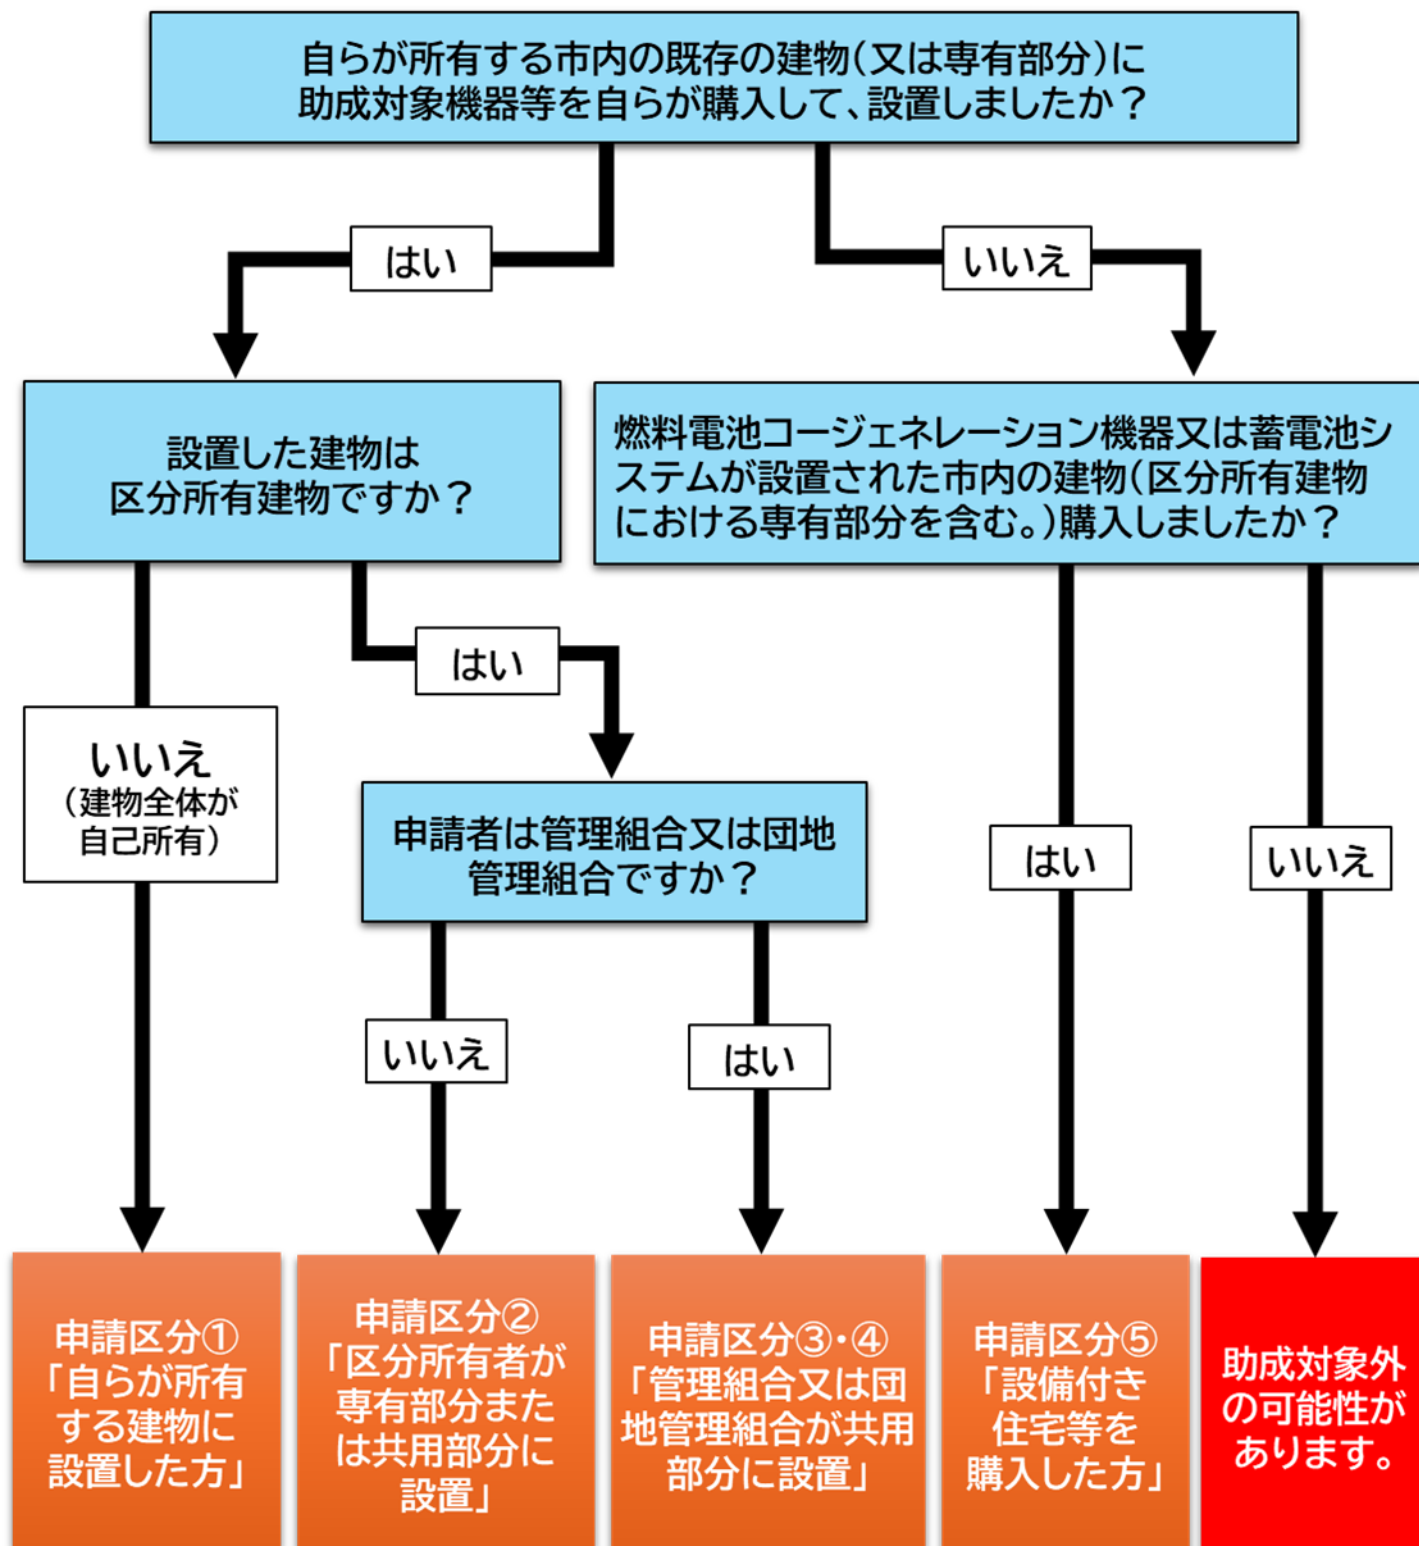 自らが所有する市内の既存の建物(又は専有部分)に
助成対象機器等を自らが購入して、設置しましたか？
はい
いいえ
設置した建物は
区分所有建物ですか？
燃料電池コージェネレーション機器又は蓄電池シ
ステムが設置された市内の建物(区分所有建物
における専有部分を含む。)購入しましたか？
はい
いいえ
(建物全体が
自己所有)
申請者は管理組合又は団地
管理組合ですか？
はい
いいえ
いいえ
はい
申請区分①
「自らが所有
する建物に
設置した方」
申請区分②
「区分所有者が
専有部分また
は共用部分に
設置」
申請区分③・④
「管理組合又は団
地管理組合が共用
部分に設置」
申請区分⑤
「設備付き
住宅等を
購入した方」
助成対象外
の可能性が
あります。